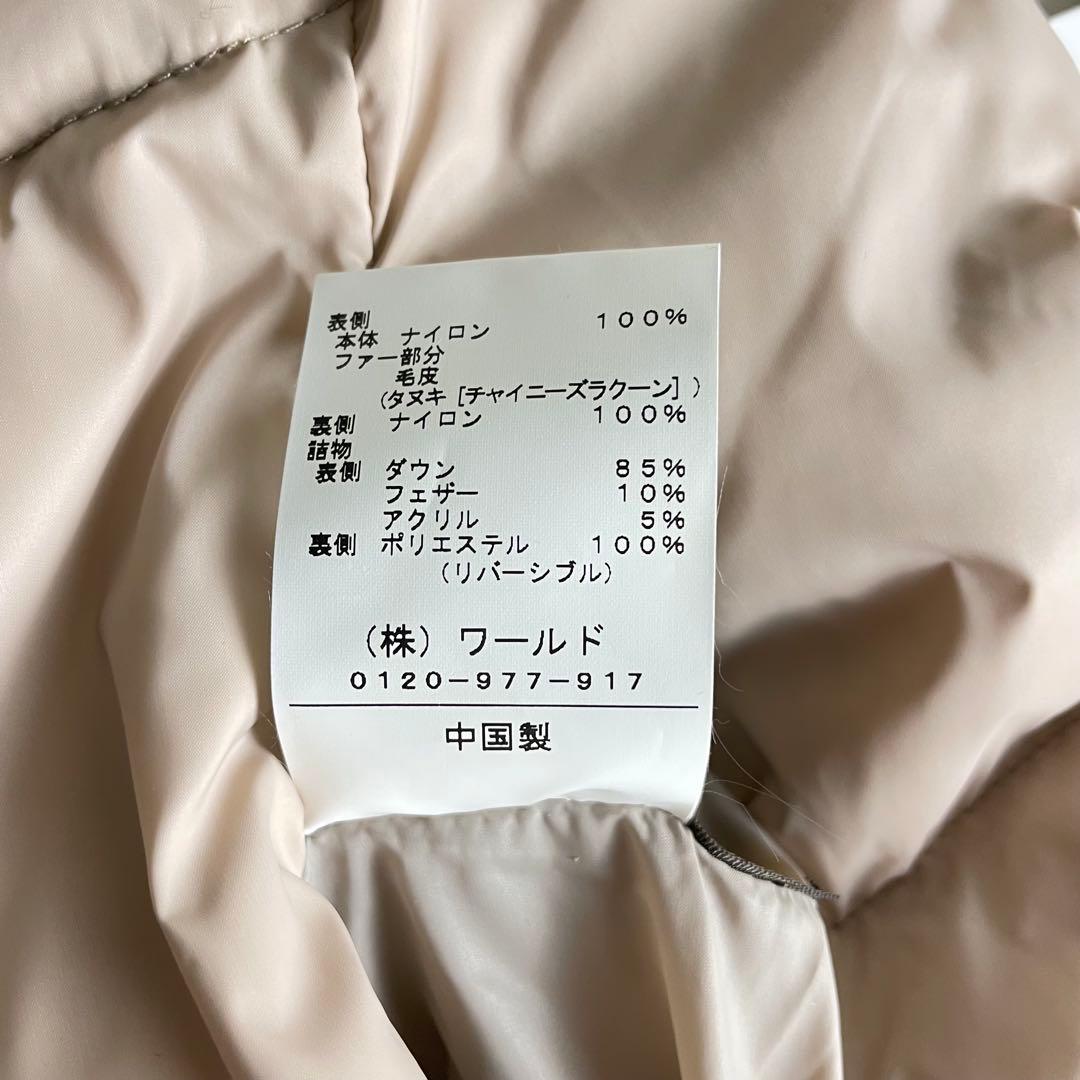 表側
本体 ナイロン 100%
ファー部分
毛皮
(タヌキ [チャイニーズラクーン] )
裏側 ナイロン 100%
詰物
表側 ダウン 85%
フェザー 10%
アクリル 5%
裏側 ポリエステル 100%
(リバーシブル)
(株) ワールド
0120-977-917
中国製